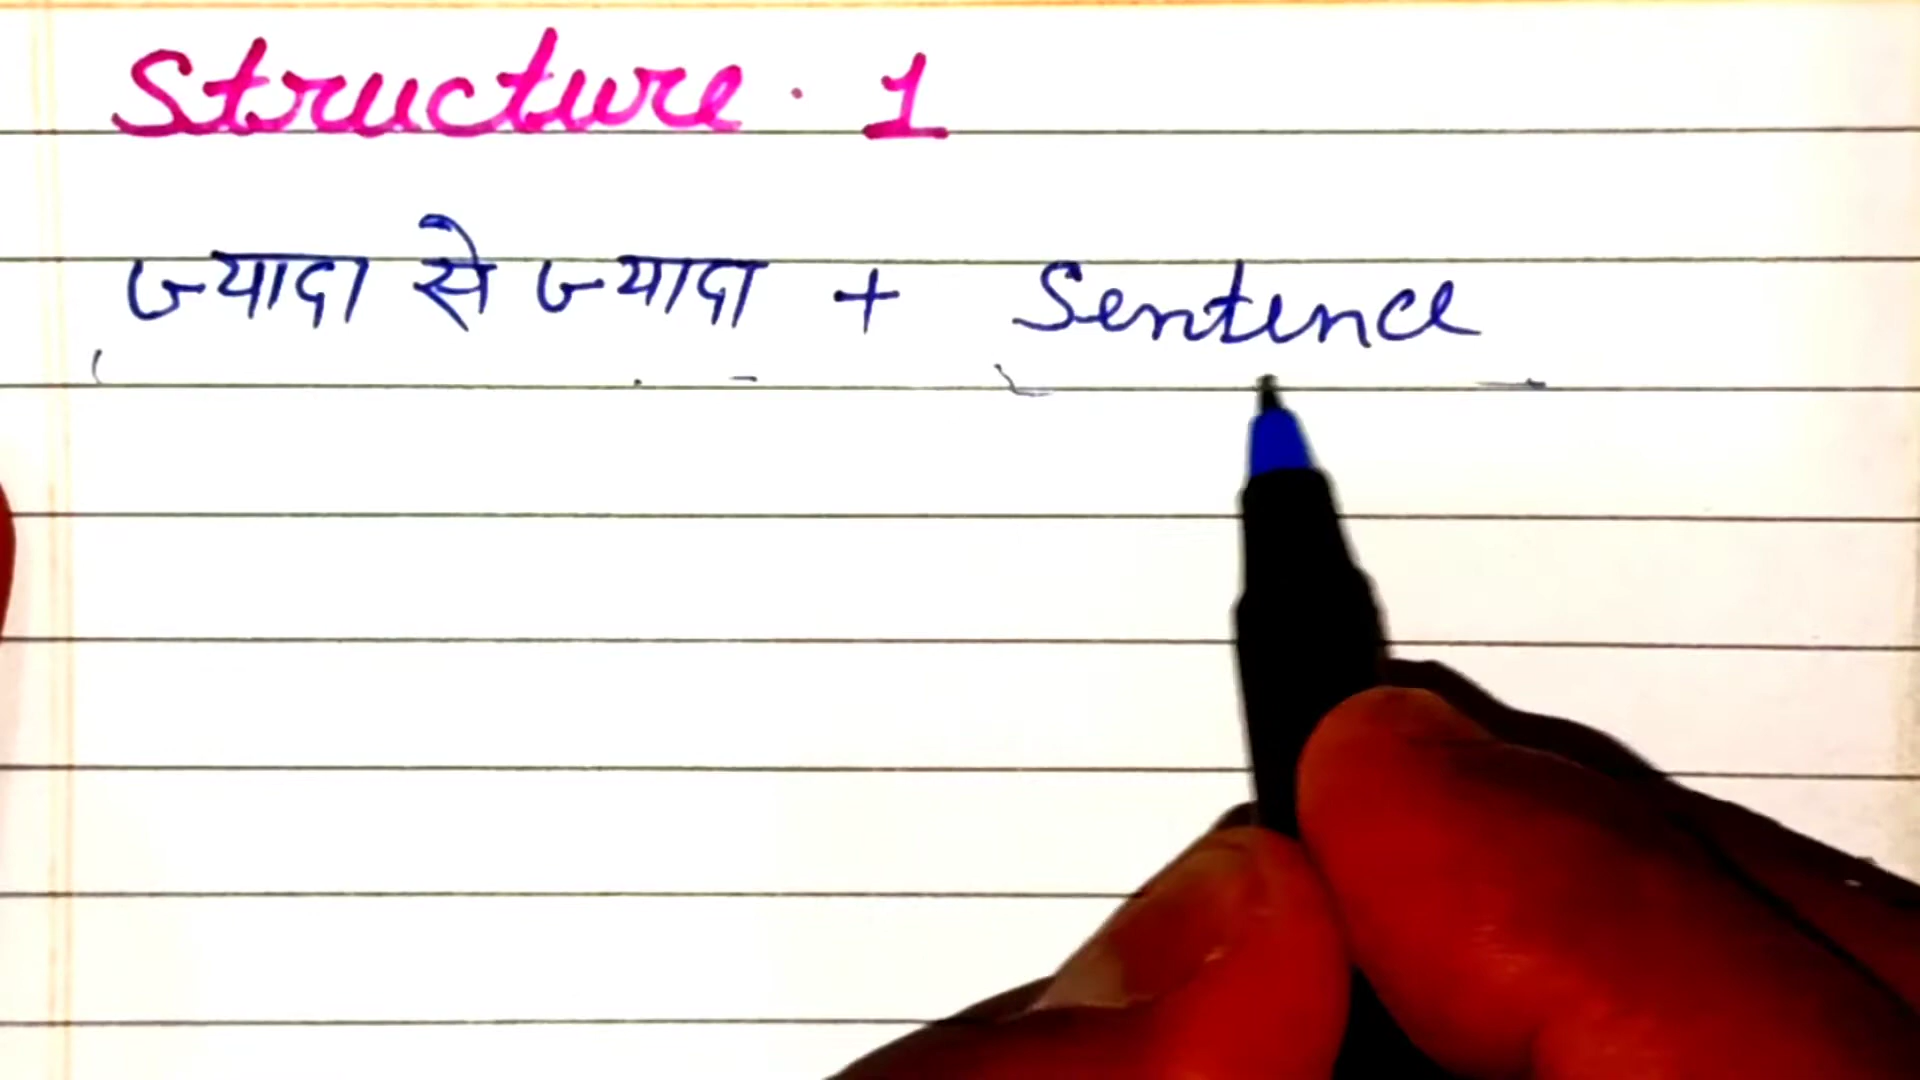 Structure. 1
ज्यादा से ज्यादा + Sentence